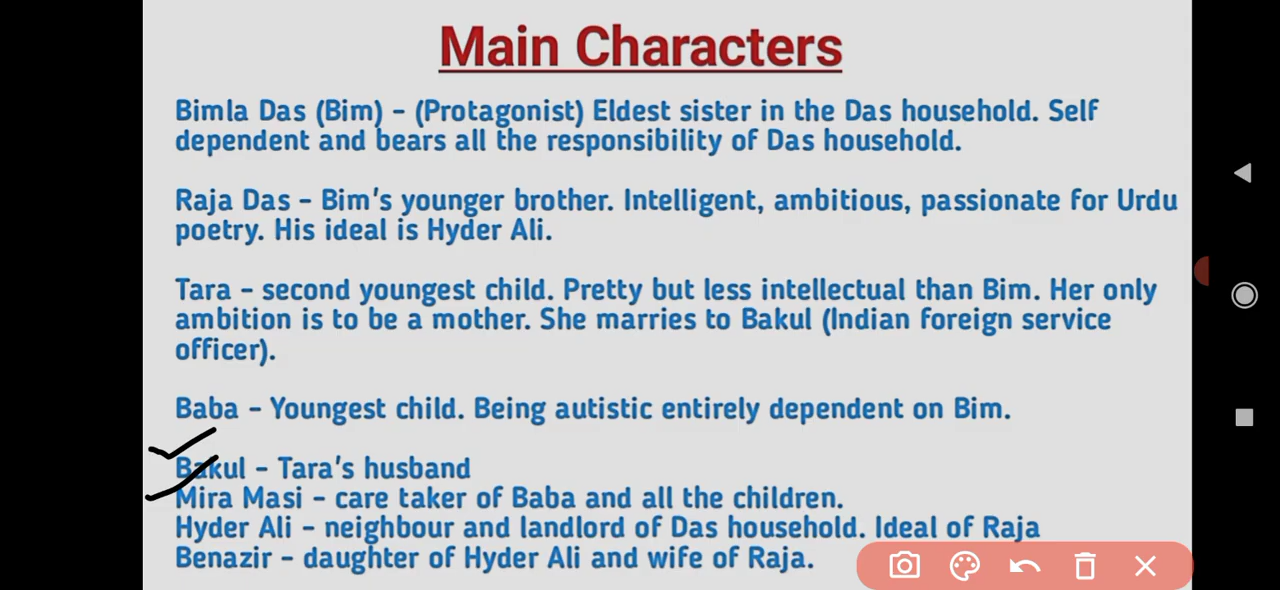 Main Characters
Bimla Das (Bim) – (Protagonist) Eldest sister in the Das household. Self
dependent and bears all the responsibility of Das household.
Raja Das – Bim's younger brother. Intelligent, ambitious, passionate for Urdu
poetry. His ideal is Hyder Ali.
Tara – second youngest child. Pretty but less intellectual than Bim. Her only
ambition is to be a mother. She marries to Bakul (Indian foreign service
officer).
Baba – Youngest child. Being autistic entirely dependent on Bim.
Bakul – Tara's husband
Mira Masi – care taker of Baba and all the children.
Hyder Ali – neighbour and landlord of Das household. Ideal of Raja
Benazir – daughter of Hyder Ali and wife of Raja.